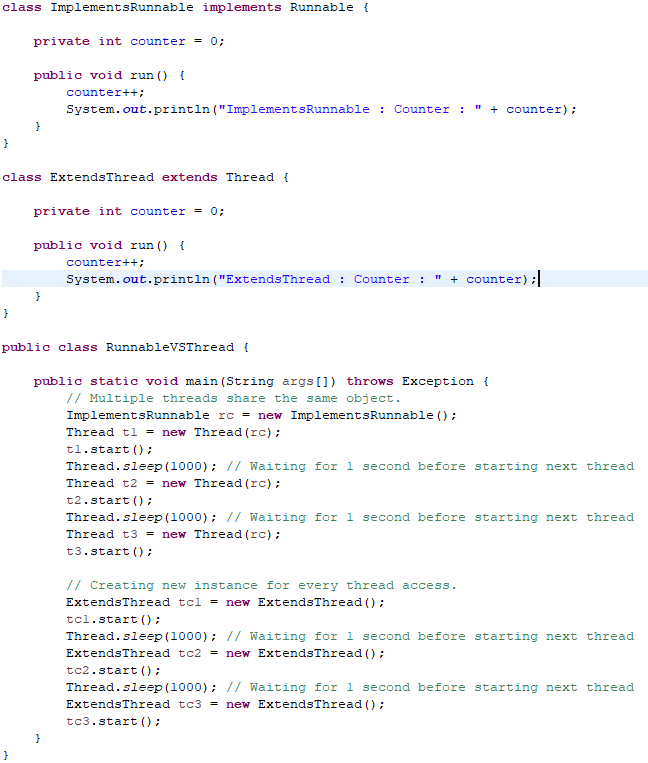 class ImplementsRunnable implements Runnable {
private int counter = 0;
public void run() {
counter++;
System.out.println("ImplementsRunnable : Counter : " + counter);
}
}
class ExtendsThread extends Thread {
private int counter = 0;
public void run() {
counter++;
System.out.println("ExtendsThread : Counter : " + counter);
}
}
public class RunnableVSThread {
public static void main(String args[]) throws Exception {
// Multiple threads share the same object.
ImplementsRunnable rc = new ImplementsRunnable();
Thread t1 = new Thread(rc);
t1.start();
Thread.sleep(1000); // Waiting for 1 second before starting next thread
Thread t2 = new Thread(rc);
t2.start();
Thread.sleep(1000); // Waiting for 1 second before starting next thread
Thread t3 = new Thread(rc);
t3.start();
// Creating new instance for every thread access.
ExtendsThread tc1 = new ExtendsThread();
tc1.start();
Thread.sleep(1000); // Waiting for 1 second before starting next thread
ExtendsThread tc2 = new ExtendsThread();
tc2.start();
Thread.sleep(1000); // Waiting for 1 second before starting next thread
ExtendsThread tc3 = new ExtendsThread();
tc3.start();
}
}